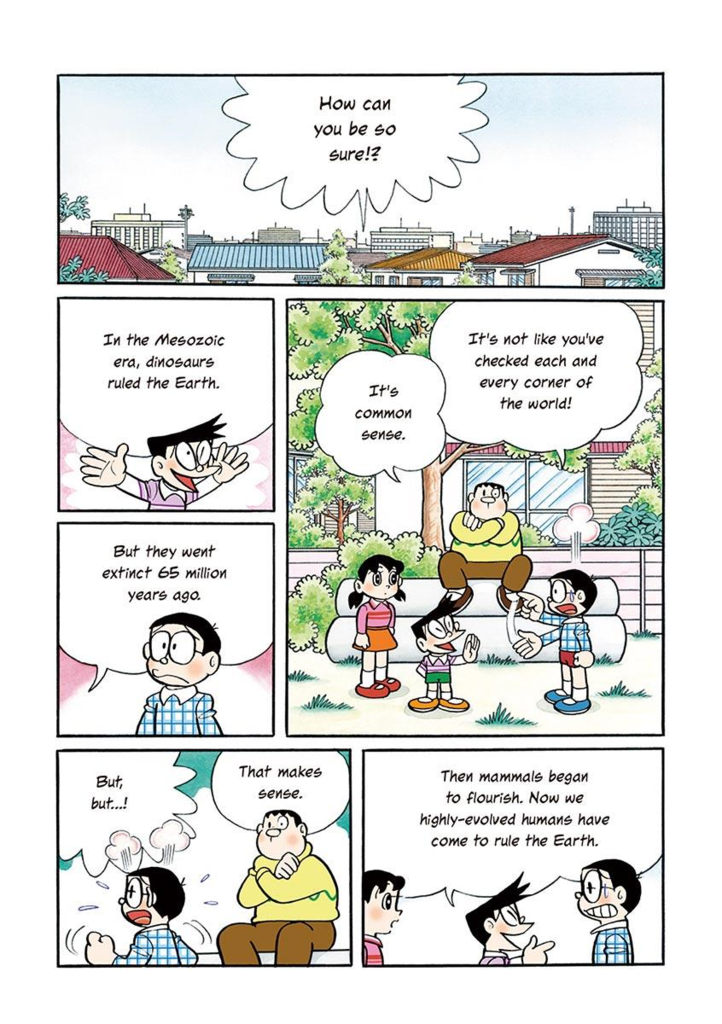 How can
you be so
sure!?
It's not like you've
checked each and
every corner of
the world!
It's
common
sense.
In the Mesozoic
era, dinosaurs
ruled the Earth.
But they went
extinct 65 million
years ago.
Then mammals began
to flourish. Now we
highly-evolved humans have
come to rule the Earth.
That makes
sense.
But,
but...!